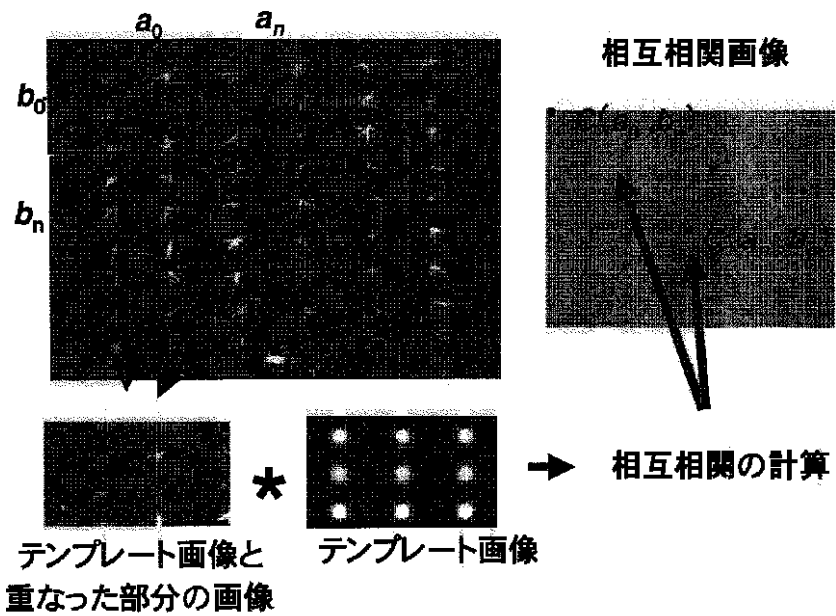 a₀
aₙ
相互相関画像
b₀
bₙ
*
相互相関の計算
テンプレート画像と
重なった部分の画像
テンプレート画像